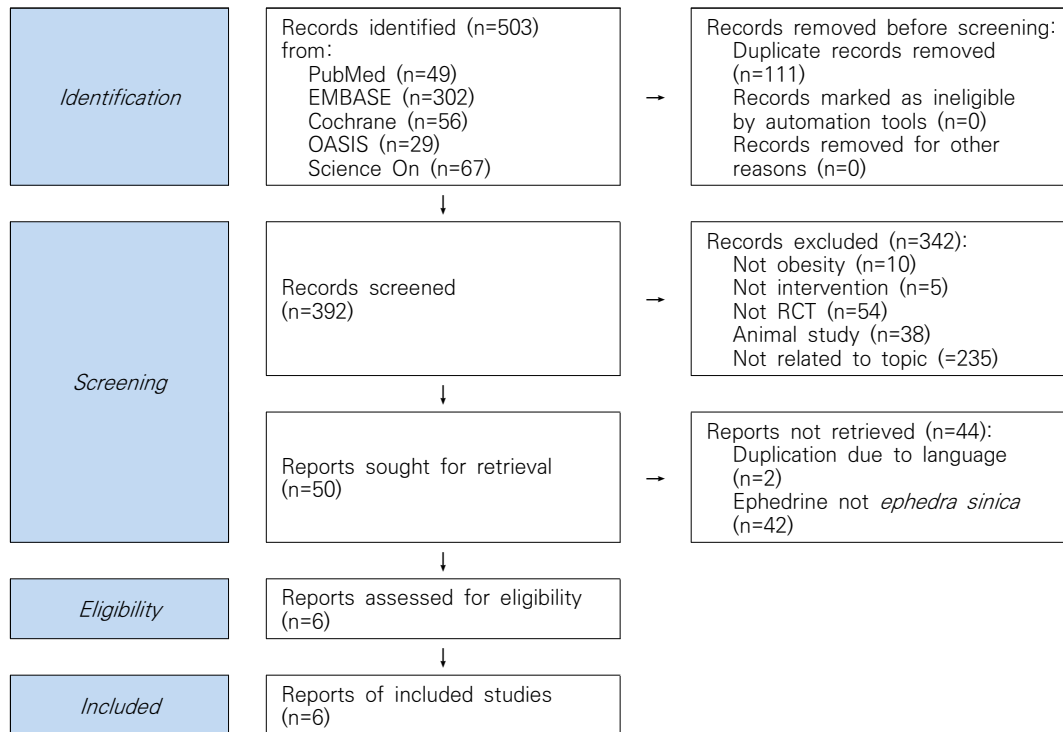 Identification
Records identified (n=503)
from:
PubMed (n=49)
EMBASE (n=302)
Cochrane (n=56)
OASIS (n=29)
Science On (n=67)
→
Records removed before screening:
Duplicate records removed
(n=111)
Records marked as ineligible
by automation tools (n=0)
Records removed for other
reasons (n=0)
↓
Screening
Records screened
(n=392)
→
Records excluded (n=342):
Not obesity (n=10)
Not intervention (n=5)
Not RCT (n=54)
Animal study (n=38)
Not related to topic (=235)
↓
Reports sought for retrieval
(n=50)
→
Reports not retrieved (n=44):
Duplication due to language
(n=2)
Ephedrine not ephedra sinica
(n=42)
↓
Eligibility
Reports assessed for eligibility
(n=6)
↓
Included
Reports of included studies
(n=6)